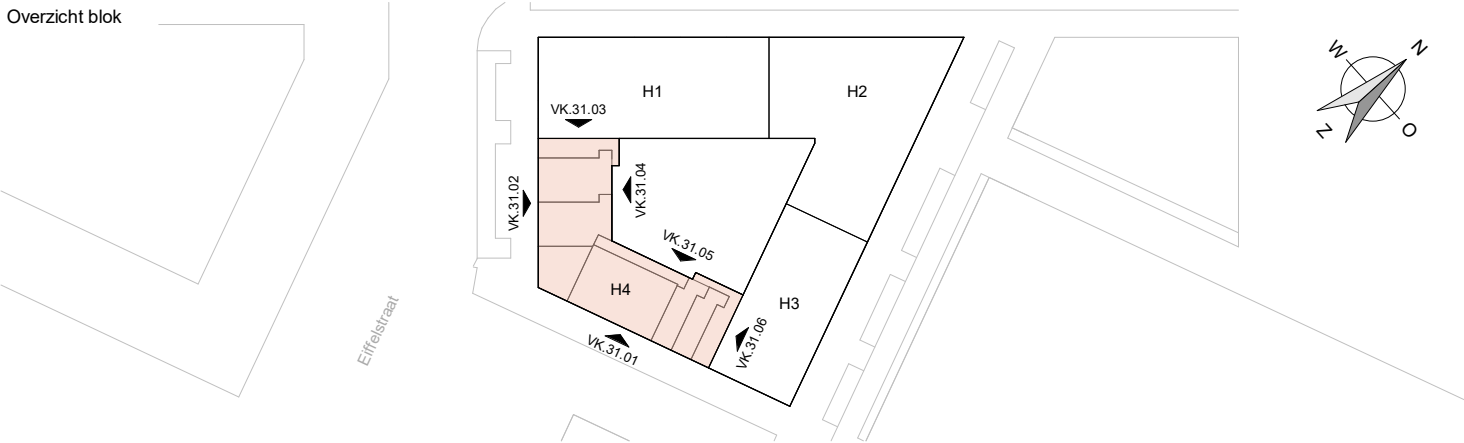 Overzicht blok
W
N
Z
O
H1
H2
VK.31.03
VK.31.04
VK.31.02
VK.31.05
H4
H3
VK.31.06
VK.31.01
Eiffelstraat